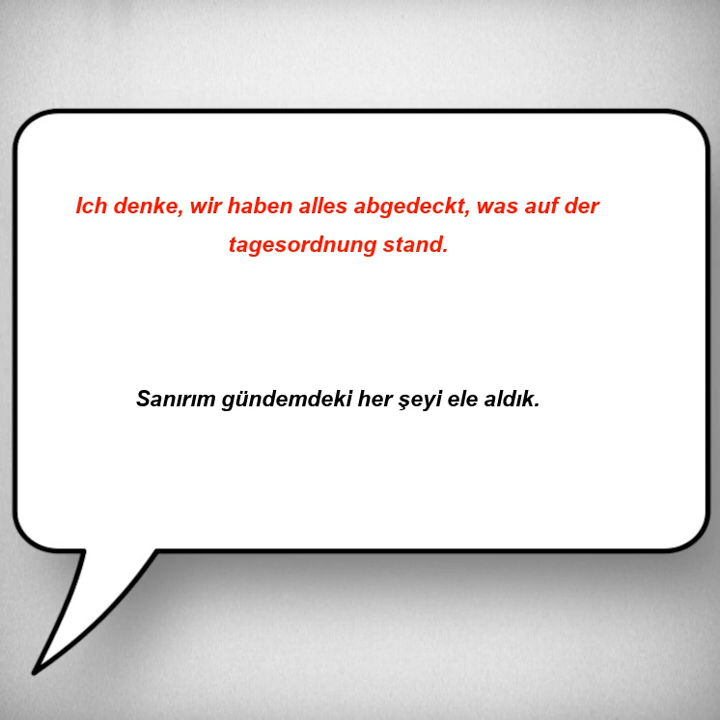 Ich denke, wir haben alles abgedeckt, was auf der
tagesordnung stand.
Sanırım gündemdeki her şeyi ele aldık.